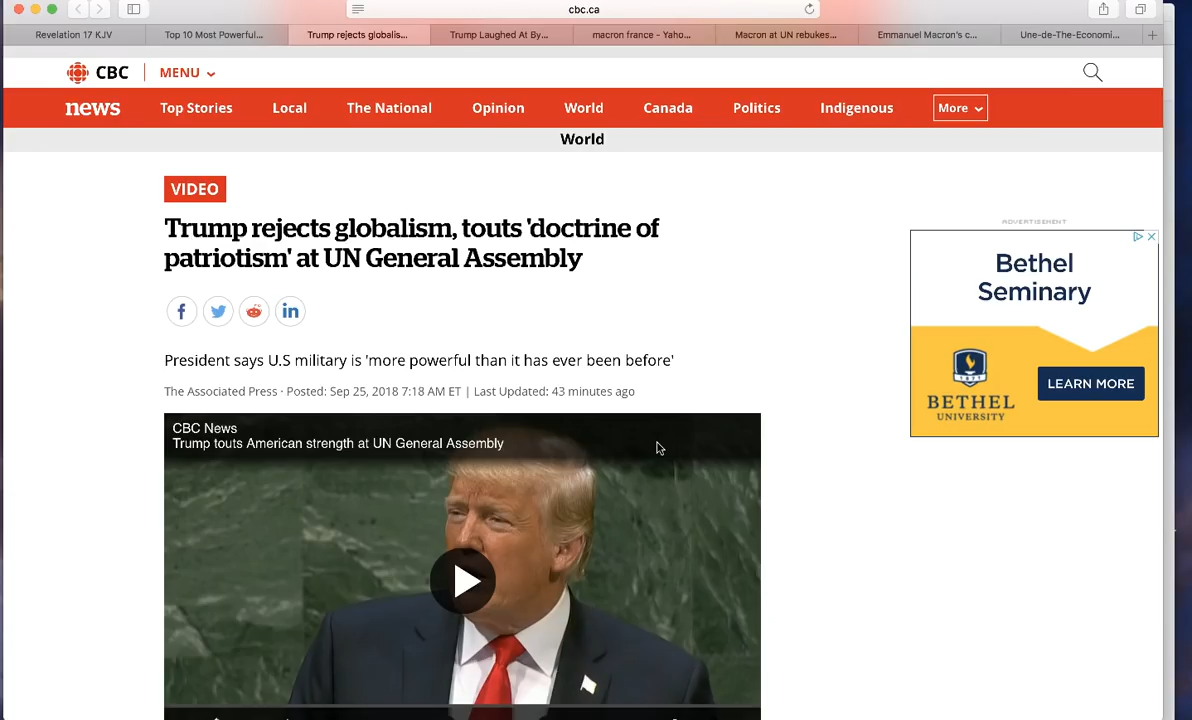 cbc.ca
Revelation 17 KJV
Top 10 Most Powerful...
Trump rejects globalis...
Trump Laughed At By...
macron france - Yaho...
Macron at UN rebukes...
Emmanuel Macron's c...
Une-de-The-Economi...
CBC
MENU
news
Top Stories
Local
The National
Opinion
World
Canada
Politics
Indigenous
More
World
VIDEO
Trump rejects globalism, touts 'doctrine of
patriotism' at UN General Assembly
President says U.S military is 'more powerful than it has ever been before'
The Associated Press · Posted: Sep 25, 2018 7:18 AM ET | Last Updated: 43 minutes ago
CBC News
Trump touts American strength at UN General Assembly
ADVERTISEMENT
Bethel
Seminary
1871
BETHEL
UNIVERSITY
LEARN MORE